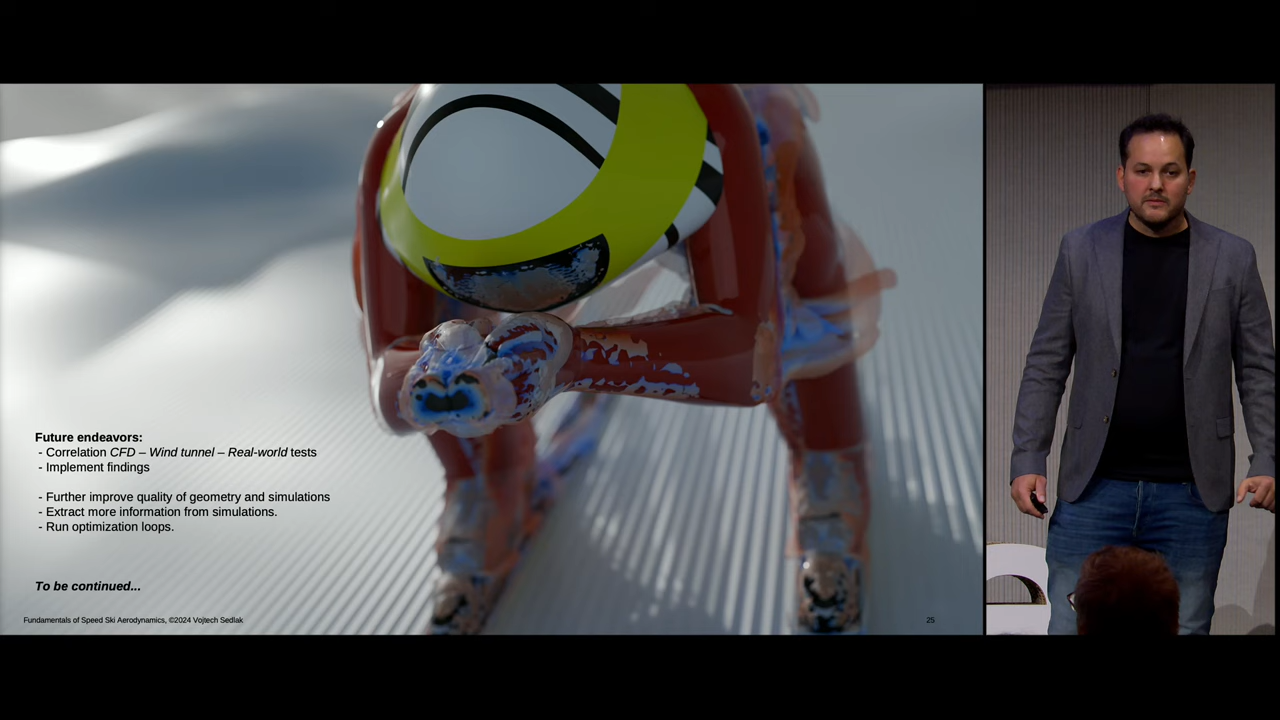 Future endeavors:
- Correlation CFD – Wind tunnel – Real-world tests
- Implement findings
- Further improve quality of geometry and simulations
- Extract more information from simulations.
- Run optimization loops.
To be continued...
Fundamentals of Speed Ski Aerodynamics, ©2024 Vojtech Sedlak
25